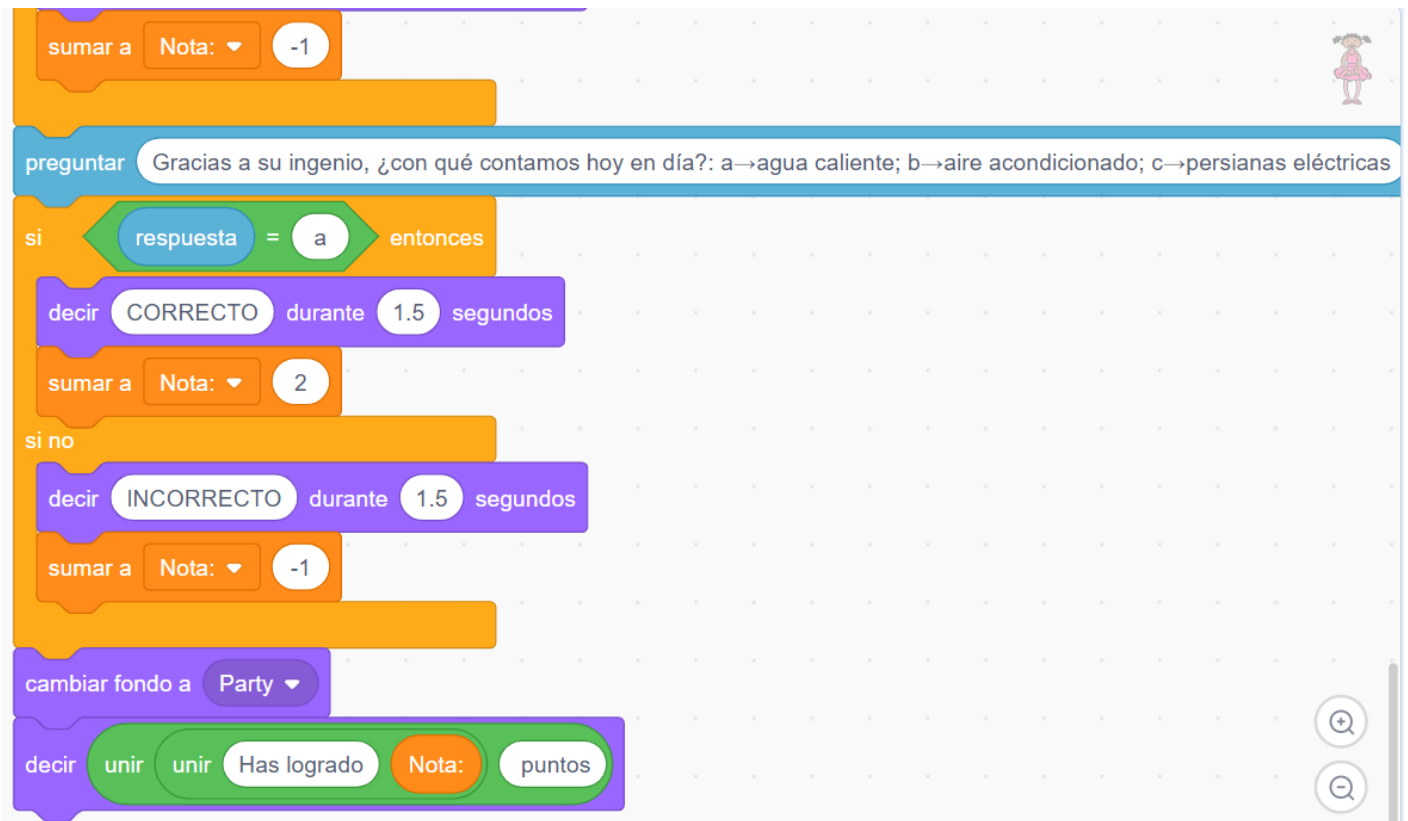 sumar a Nota: -1
preguntar Gracias a su ingenio, ¿con qué contamos hoy en día?: a→agua caliente; b→aire acondicionado; c→persianas eléctricas
si respuesta = a entonces
decir CORRECTO durante 1.5 segundos
sumar a Nota: 2
si no
decir INCORRECTO durante 1.5 segundos
sumar a Nota: -1
cambiar fondo a Party
decir unir unir Has logrado Nota: puntos